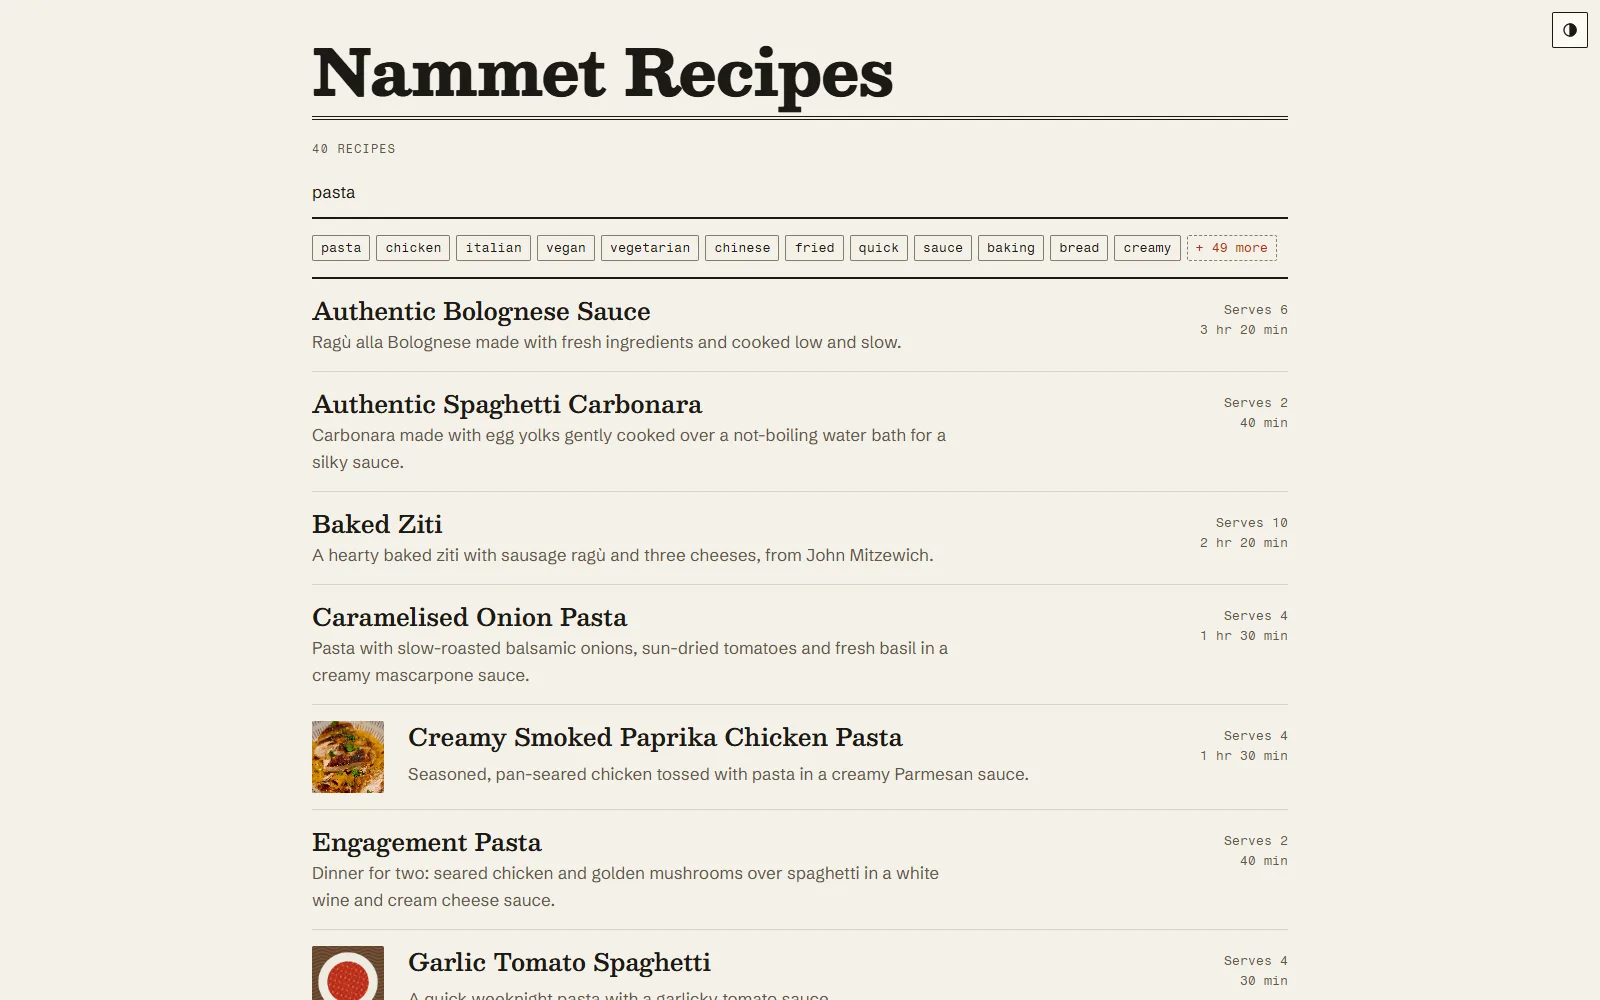 Nammet Recipes
40 RECIPES
pasta
pasta chicken italian vegan vegetarian chinese fried quick sauce baking bread creamy + 49 more
Authentic Bolognese Sauce
Serves 6
Ragù alla Bolognese made with fresh ingredients and cooked low and slow.
3 hr 20 min
Authentic Spaghetti Carbonara
Serves 2
Carbonara made with egg yolks gently cooked over a not-boiling water bath for a
40 min
silky sauce.
Baked Ziti
Serves 10
A hearty baked ziti with sausage ragù and three cheeses, from John Mitzewich.
2 hr 20 min
Caramelised Onion Pasta
Serves 4
Pasta with slow-roasted balsamic onions, sun-dried tomatoes and fresh basil in a
1 hr 30 min
creamy mascarpone sauce.
Creamy Smoked Paprika Chicken Pasta
Serves 4
1 hr 30 min
Seasoned, pan-seared chicken tossed with pasta in a creamy Parmesan sauce.
Engagement Pasta
Serves 2
Dinner for two: seared chicken and golden mushrooms over spaghetti in a white
40 min
wine and cream cheese sauce.
Garlic Tomato Spaghetti
Serves 4
30 min
A quick weeknight pasta with a garlicky tomato sauce.